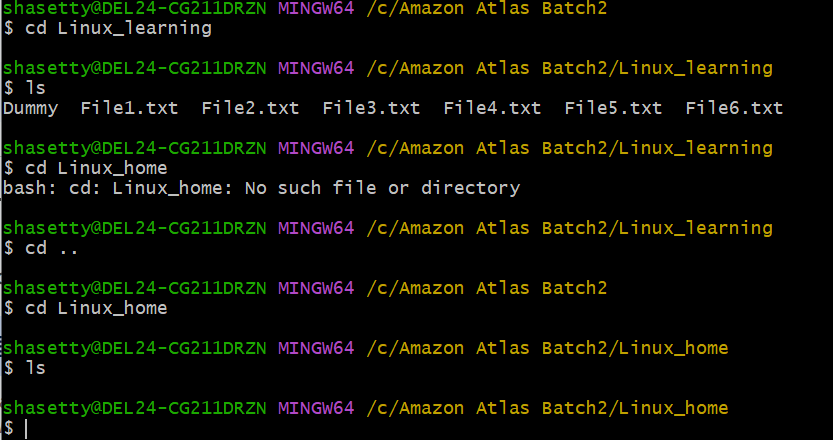 shasetty@DEL24-CG211DRZN MINGW64 /c/Amazon Atlas Batch2
$ cd Linux_learning
shasetty@DEL24-CG211DRZN MINGW64 /c/Amazon Atlas Batch2/Linux_learning
$ ls
Dummy  File1.txt  File2.txt  File3.txt  File4.txt  File5.txt  File6.txt
shasetty@DEL24-CG211DRZN MINGW64 /c/Amazon Atlas Batch2/Linux_learning
$ cd Linux_home
bash: cd: Linux_home: No such file or directory
shasetty@DEL24-CG211DRZN MINGW64 /c/Amazon Atlas Batch2/Linux_learning
$ cd ..
shasetty@DEL24-CG211DRZN MINGW64 /c/Amazon Atlas Batch2
$ cd Linux_home
shasetty@DEL24-CG211DRZN MINGW64 /c/Amazon Atlas Batch2/Linux_home
$ ls
shasetty@DEL24-CG211DRZN MINGW64 /c/Amazon Atlas Batch2/Linux_home
$